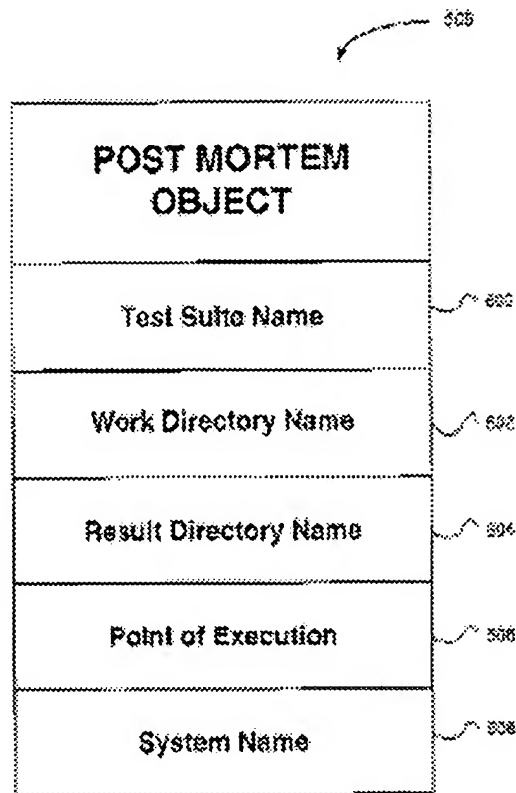 POST MORTEM
OBJECT
Test Suite Name
Work Directory Name
Result Directory Name
Point of Execution
System Name